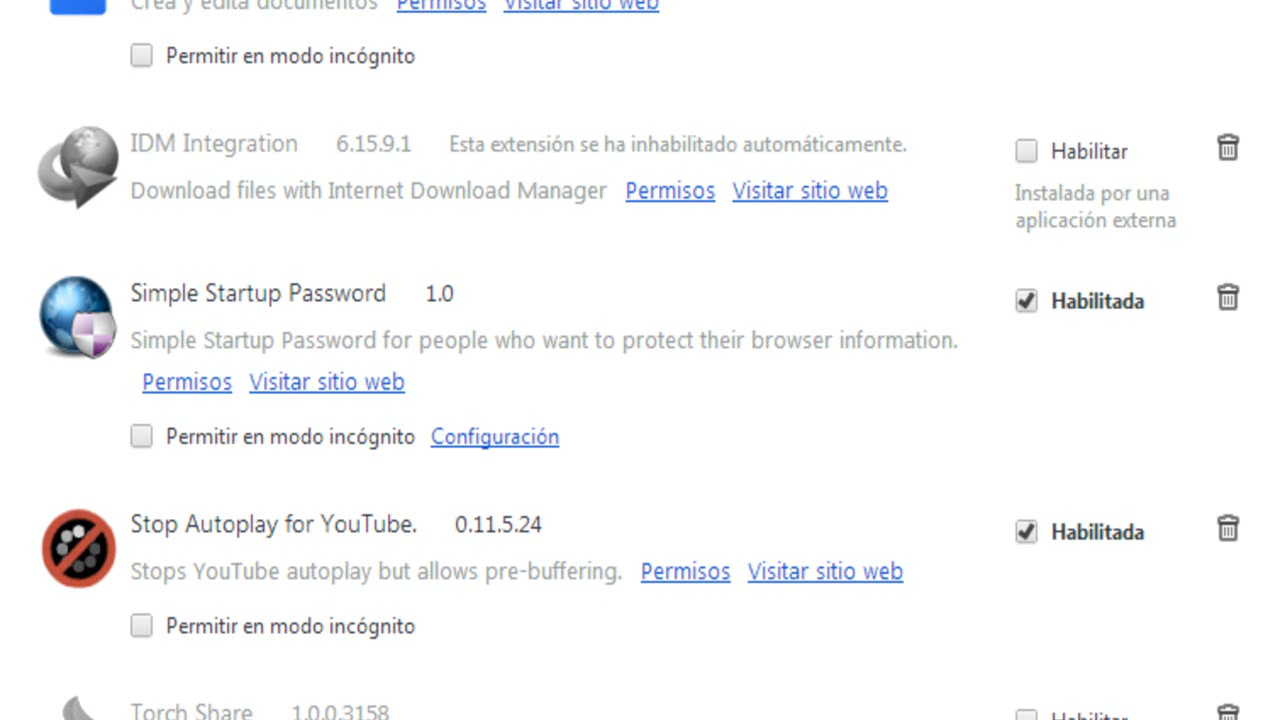 Crea y edita documentos Permisos Visitar sitio web
Permitir en modo incógnito
IDM Integration 6.15.9.1 Esta extensión se ha inhabilitado automáticamente. Habilitar
Download files with Internet Download Manager Permisos Visitar sitio web
Instalada por una
aplicación externa
Simple Startup Password 1.0 Habilitada
Simple Startup Password for people who want to protect their browser information.
Permisos Visitar sitio web
Permitir en modo incógnito Configuración
Stop Autoplay for YouTube. 0.11.5.24 Habilitada
Stops YouTube autoplay but allows pre-buffering. Permisos Visitar sitio web
Permitir en modo incógnito
Torch Share 1.0.0.3158 Habilitar